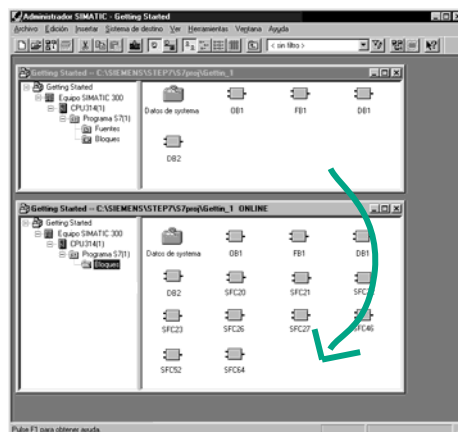 Administrador SIMATIC - Getting Started
Archivo Edición Insertar Sistema de destino Ver Herramientas Ventana Ayuda
< sin filtro >
Getting Started -- C:\SIEMENS\STEP7\S7proj\Gettin_1
Getting Started
Equipo SIMATIC 300
CPU314(1)
Programa S7(1)
Fuentes
Bloques
Datos de systema OB1 FB1 DB1
DB2
Getting Started -- C:\SIEMENS\STEP7\S7proj\Gettin_1 ONLINE
Getting Started
Equipo SIMATIC 300
CPU314(1)
Programa S7(1)
Bloques
Datos de systema OB1 FB1 DB1
DB2 SFC20 SFC21
SFC23 SFC26 SFC27 SFC46
SFC52 SFC64
Pulse F1 para obtener ayuda.